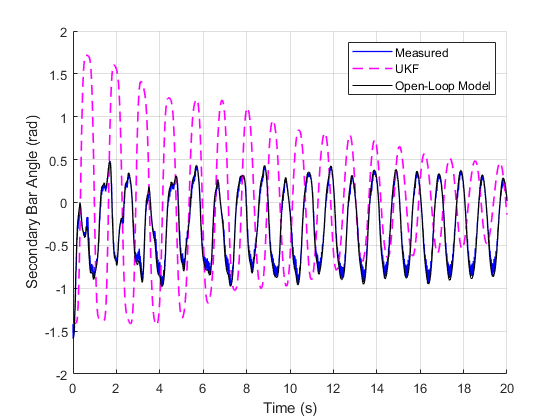 2
1.5
1
0.5
0
-0.5
-1
-1.5
-2
Secondary Bar Angle (rad)
Measured
UKF
Open-Loop Model
0 2 4 6 8 10 12 14 16 18 20
Time (s)